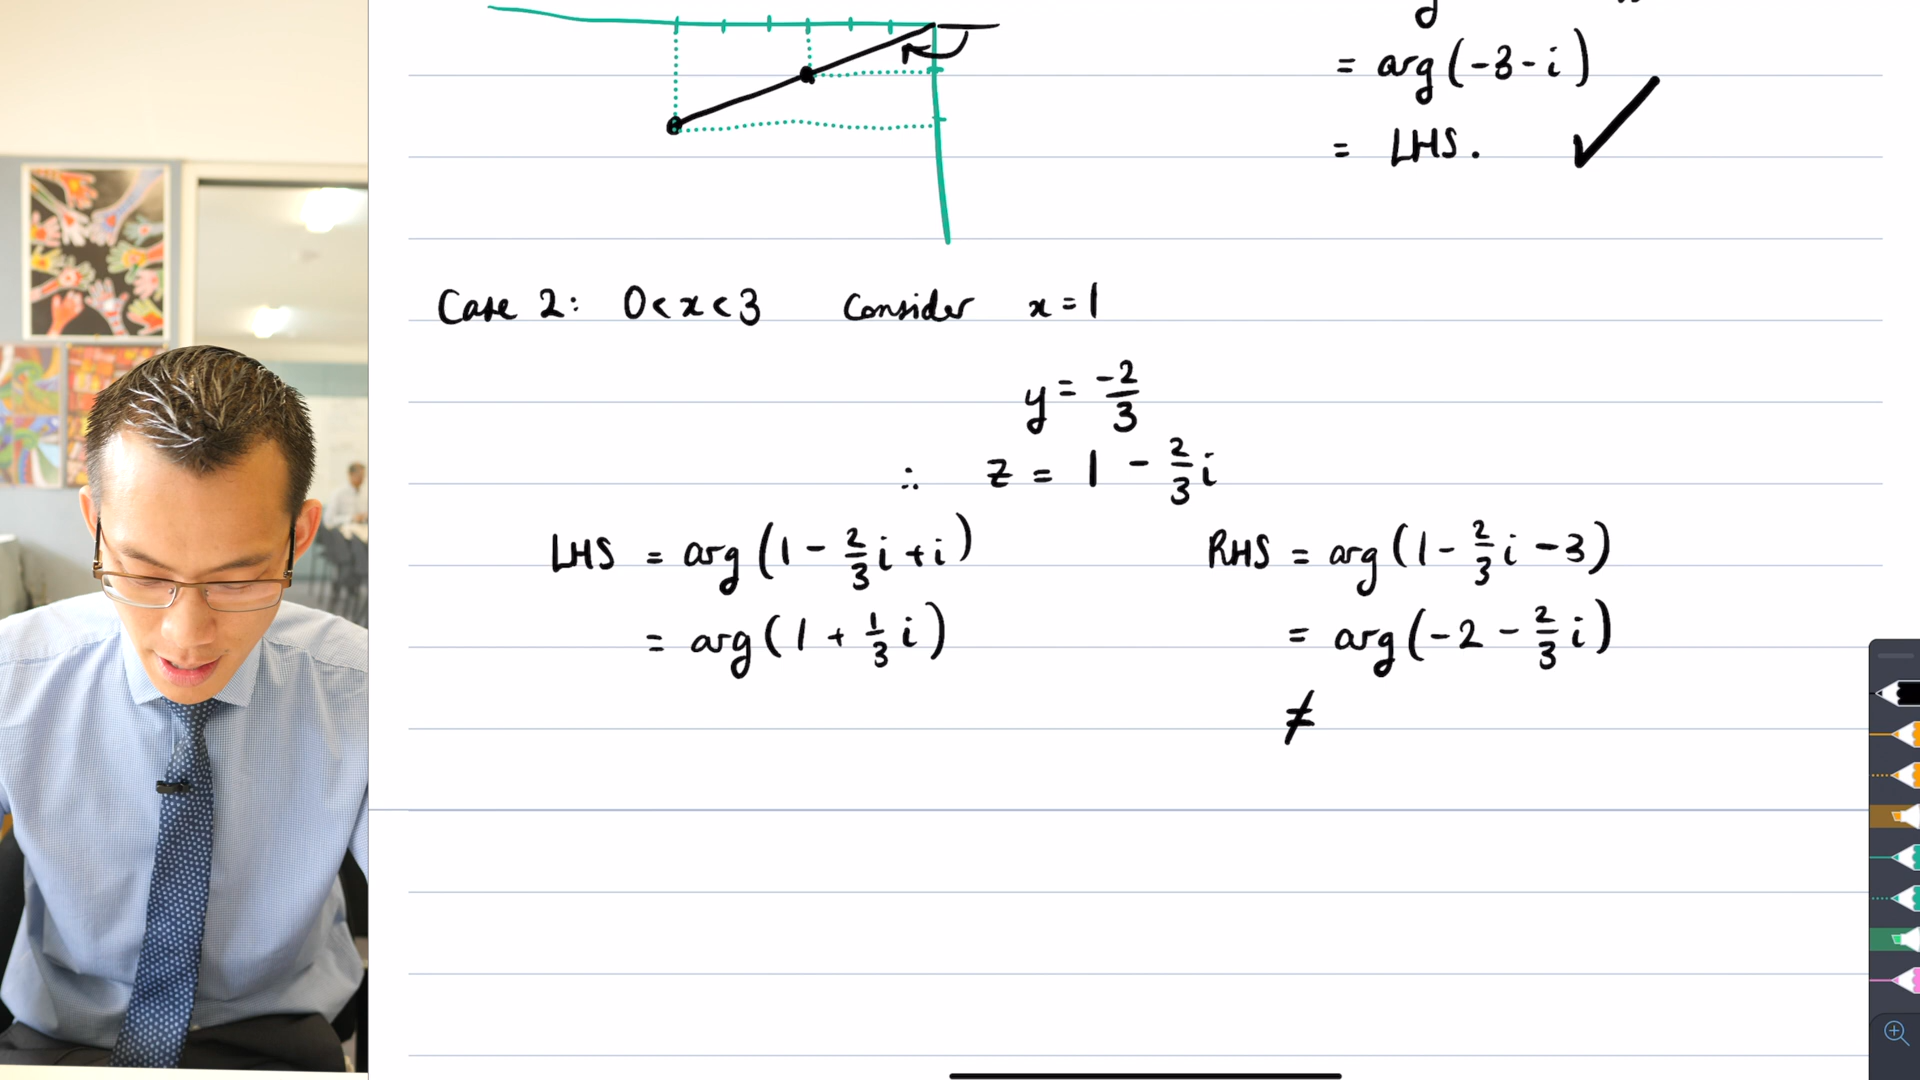 = arg(-3-i)
= LHS. ✓
Case 2: 0<x<3 Consider x=1
y = -2/3
∴ z = 1 - 2/3 i
LHS = arg(1 - 2/3 i + i)
= arg(1 + 1/3 i)
RHS = arg(1 - 2/3 i - 3)
= arg(-2 - 2/3 i)
≠